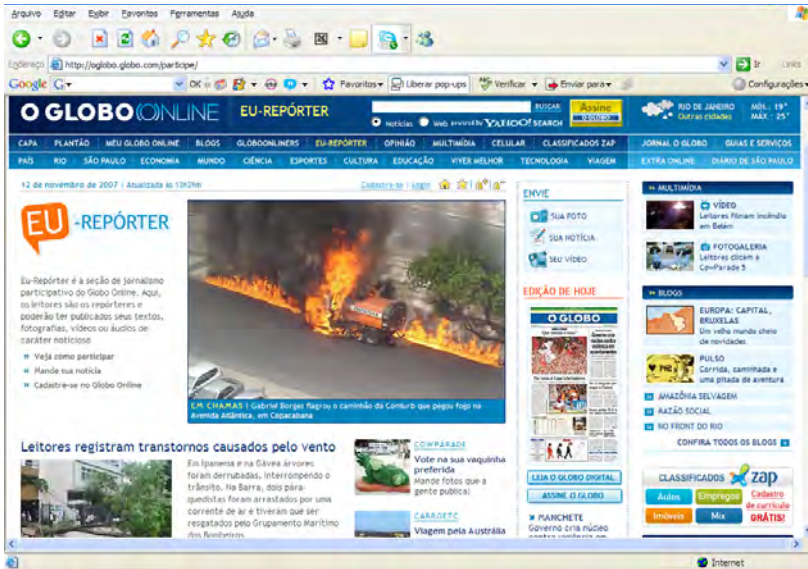 Arquivo Editar Exibir Favoritos Ferramentas Ajuda
Endereço http://oglobo.globo.com/participe/ Ir Links
Google G OK Favoritos Liberar pop-ups Verificar Enviar para Configurações
O GLOBO ONLINE EU-REPÓRTER
BUSCAR
Notícias Web YAHOO! SEARCH
Assine
O GLOBO
RIO DE JANEIRO MÍN.: 19°
Outras cidades MÁX.: 25°
CAPA PLANTÃO MEU GLOBO ONLINE BLOGS GLOBOONLINERS EU-REPÓRTER OPINIÃO MULTIMÍDIA CELULAR CLASSIFICADOS ZAP JORNAL O GLOBO GUIAS E SERVIÇOS
PAÍS RIO SÃO PAULO ECONOMIA MUNDO CIÊNCIA ESPORTES CULTURA EDUCAÇÃO VIVER MELHOR TECNOLOGIA VIAGEM EXTRA ONLINE DIÁRIO DE SÃO PAULO
12 de novembro de 2007 | Atualizada às
Cadastre-se | Login
EU -REPÓRTER
Eu-Repórter é a seção de jornalismo
participativo do Globo Online. Aqui,
os leitores são os repórteres e
poderão ter publicados seus textos,
fotografias, vídeos ou áudios de
caráter noticioso
» Veja como participar
» Mande sua notícia
» Cadastre-se no Globo Online
EM CHAMAS | Gabriel Borges flagrou o caminhão da Comlurb que pegou fogo na
Avenida Atlântica, em Copacabana
Leitores registram transtornos causados pelo vento
Em Ipanema e na Gávea árvores
foram derrubadas, interrompendo o
trânsito. Na Barra, dois pára-
quedistas foram arrastados por uma
corrente de ar e tiveram que ser
resgatados pelo Grupamento Marítimo
dos Bombeiros
COWPARADE
Vote na sua vaquinha
preferida
Mande fotos que a
gente publica!
CARROETC
Viagem pela Austrália
ENVIE
SUA FOTO
SUA NOTÍCIA
SEU VÍDEO
EDIÇÃO DE HOJE
O GLOBO
LEIA O GLOBO DIGITAL
ASSINE O GLOBO
MANCHETE
Governo cria núcleo
contra violência em
» MULTIMÍDIA
VÍDEO
Leitores filmam incêndio
em Belém
FOTOGALERIA
Leitores clicam a
CowParade 5
» BLOGS
EUROPA: CAPITAL,
BRUXELAS
Um velho mundo cheio
de novidades
PULSO
Corrida, caminhada e
uma pitada de aventura
AMAZÔNIA SELVAGEM
RAZÃO SOCIAL
NO FRONT DO RIO
CONFIRA TODOS OS BLOGS
CLASSIFICADOS zap
Autos Empregos Cadastro
de currículo
Imóveis Mix GRÁTIS!
Internet